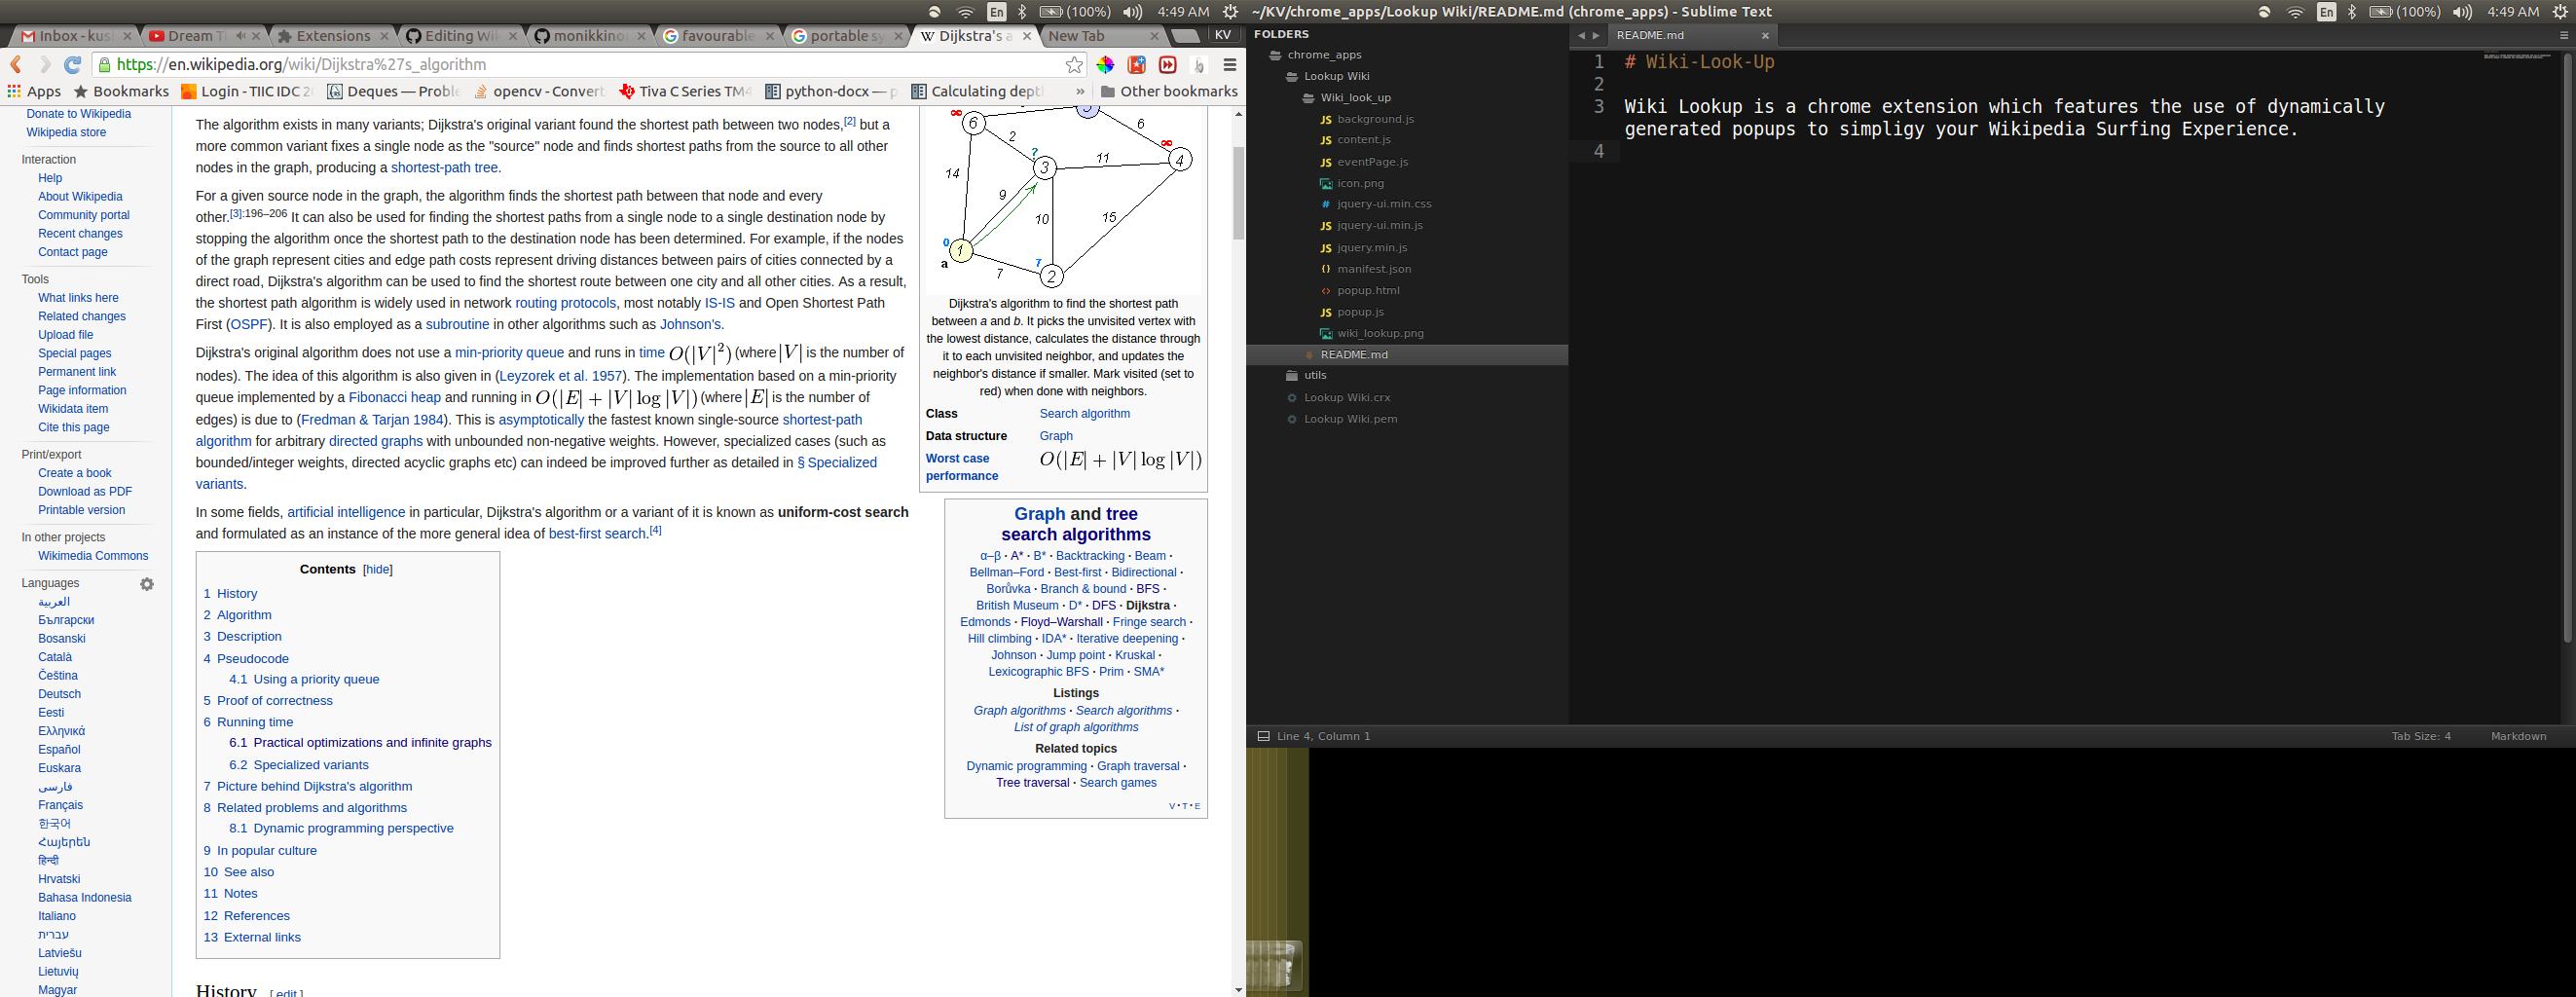 En
(100%)
4:49 AM
~/KV/chrome_apps/Lookup Wiki/README.md (chrome_apps) - Sublime Text
En
(100%)
4:49 AM
Inbox - kus
Dream T
Extensions
Editing Wi
monikkino
favourable
portable sy
Dijkstra's a
New Tab
KV
https://en.wikipedia.org/wiki/Dijkstra%27s_algorithm
Apps
Bookmarks
Login - TIIC IDC 20
Deques — Proble
opencv - Convert
Tiva C Series TM4
python-docx — p
Calculating dept
»
Other bookmarks
Donate to Wikipedia
Wikipedia store
Interaction
Help
About Wikipedia
Community portal
Recent changes
Contact page
Tools
What links here
Related changes
Upload file
Special pages
Permanent link
Page information
Wikidata item
Cite this page
Print/export
Create a book
Download as PDF
Printable version
In other projects
Wikimedia Commons
Languages
العربية
Български
Bosanski
Català
Čeština
Deutsch
Eesti
Ελληνικά
Español
Euskara
فارسی
Français
한국어
Հայերեն
हिन्दी
Hrvatski
Bahasa Indonesia
Italiano
עברית
Latviešu
Lietuvių
Magyar
The algorithm exists in many variants; Dijkstra's original variant found the shortest path between two nodes,[2] but a
more common variant fixes a single node as the "source" node and finds shortest paths from the source to all other
nodes in the graph, producing a shortest-path tree.
For a given source node in the graph, the algorithm finds the shortest path between that node and every
other.[3]:196–206 It can also be used for finding the shortest paths from a single node to a single destination node by
stopping the algorithm once the shortest path to the destination node has been determined. For example, if the nodes
of the graph represent cities and edge path costs represent driving distances between pairs of cities connected by a
direct road, Dijkstra's algorithm can be used to find the shortest route between one city and all other cities. As a result,
the shortest path algorithm is widely used in network routing protocols, most notably IS-IS and Open Shortest Path
First (OSPF). It is also employed as a subroutine in other algorithms such as Johnson's.
Dijkstra's original algorithm does not use a min-priority queue and runs in time O(|V|²) (where |V| is the number of
nodes). The idea of this algorithm is also given in (Leyzorek et al. 1957). The implementation based on a min-priority
queue implemented by a Fibonacci heap and running in O(|E| + |V| log |V|) (where |E| is the number of
edges) is due to (Fredman & Tarjan 1984). This is asymptotically the fastest known single-source shortest-path
algorithm for arbitrary directed graphs with unbounded non-negative weights. However, specialized cases (such as
bounded/integer weights, directed acyclic graphs etc) can indeed be improved further as detailed in § Specialized
variants.
In some fields, artificial intelligence in particular, Dijkstra's algorithm or a variant of it is known as uniform-cost search
and formulated as an instance of the more general idea of best-first search.[4]
Contents [hide]
1 History
2 Algorithm
3 Description
4 Pseudocode
4.1 Using a priority queue
5 Proof of correctness
6 Running time
6.1 Practical optimizations and infinite graphs
6.2 Specialized variants
7 Picture behind Dijkstra's algorithm
8 Related problems and algorithms
8.1 Dynamic programming perspective
9 In popular culture
10 See also
11 Notes
12 References
13 External links
History [ edit ]
∞
6
2
6
∞
?
3
11
4
14
9
10
15
0
1
a
7
7
2
Dijkstra's algorithm to find the shortest path
between a and b. It picks the unvisited vertex with
the lowest distance, calculates the distance through
it to each unvisited neighbor, and updates the
neighbor's distance if smaller. Mark visited (set to
red) when done with neighbors.
Class Search algorithm
Data structure Graph
Worst case O(|E| + |V| log |V|)
performance
Graph and tree
search algorithms
α–β · A* · B* · Backtracking · Beam ·
Bellman–Ford · Best-first · Bidirectional ·
Borůvka · Branch & bound · BFS ·
British Museum · D* · DFS · Dijkstra ·
Edmonds · Floyd–Warshall · Fringe search ·
Hill climbing · IDA* · Iterative deepening ·
Johnson · Jump point · Kruskal ·
Lexicographic BFS · Prim · SMA*
Listings
Graph algorithms · Search algorithms ·
List of graph algorithms
Related topics
Dynamic programming · Graph traversal ·
Tree traversal · Search games
V · T · E
FOLDERS
chrome_apps
Lookup Wiki
Wiki_look_up
JS background.js
JS content.js
JS eventPage.js
icon.png
# jquery-ui.min.css
JS jquery-ui.min.js
JS jquery.min.js
{} manifest.json
<> popup.html
JS popup.js
wiki_lookup.png
README.md
utils
Lookup Wiki.crx
Lookup Wiki.pem
README.md
1 # Wiki-Look-Up
2
3 Wiki Lookup is a chrome extension which features the use of dynamically
generated popups to simpligy your Wikipedia Surfing Experience.
4
Line 4, Column 1
Tab Size: 4
Markdown